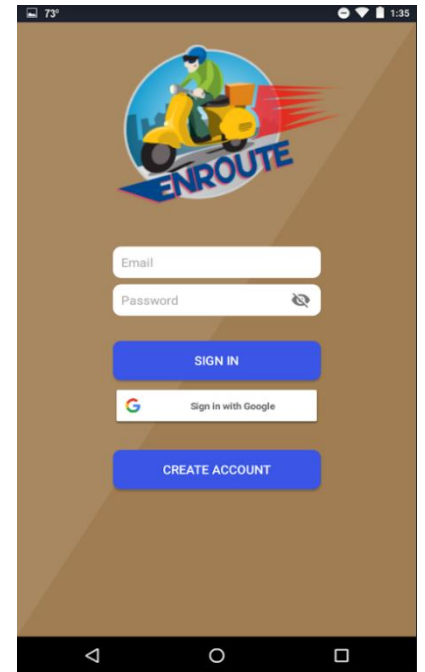 73°
1:35
ENROUTE
Email
Password
SIGN IN
G
Sign in with Google
CREATE ACCOUNT